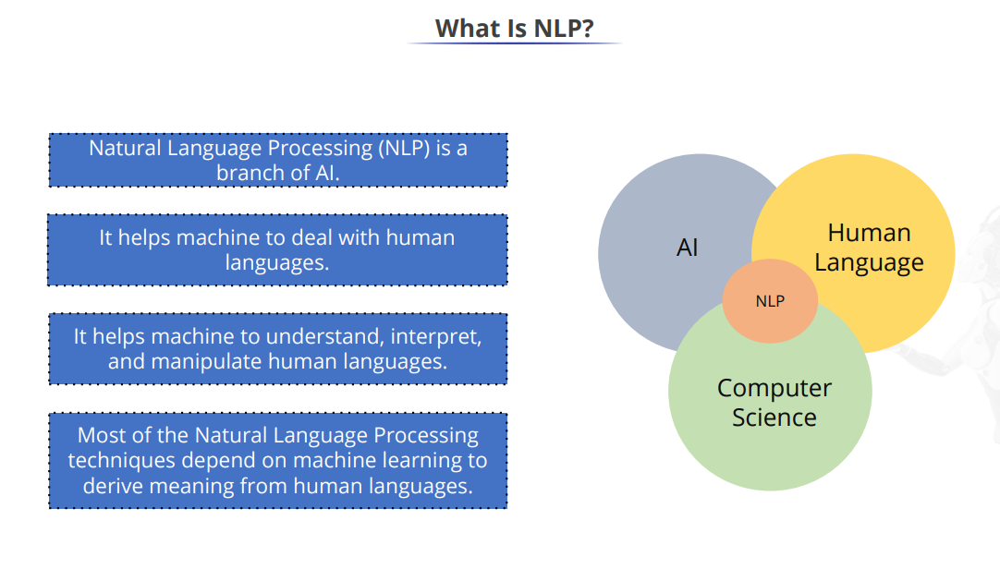 What Is NLP?
Natural Language Processing (NLP) is a
branch of AI.
It helps machine to deal with human
languages.
It helps machine to understand, interpret,
and manipulate human languages.
Most of the Natural Language Processing
techniques depend on machine learning to
derive meaning from human languages.
AI
Human
Language
NLP
Computer
Science